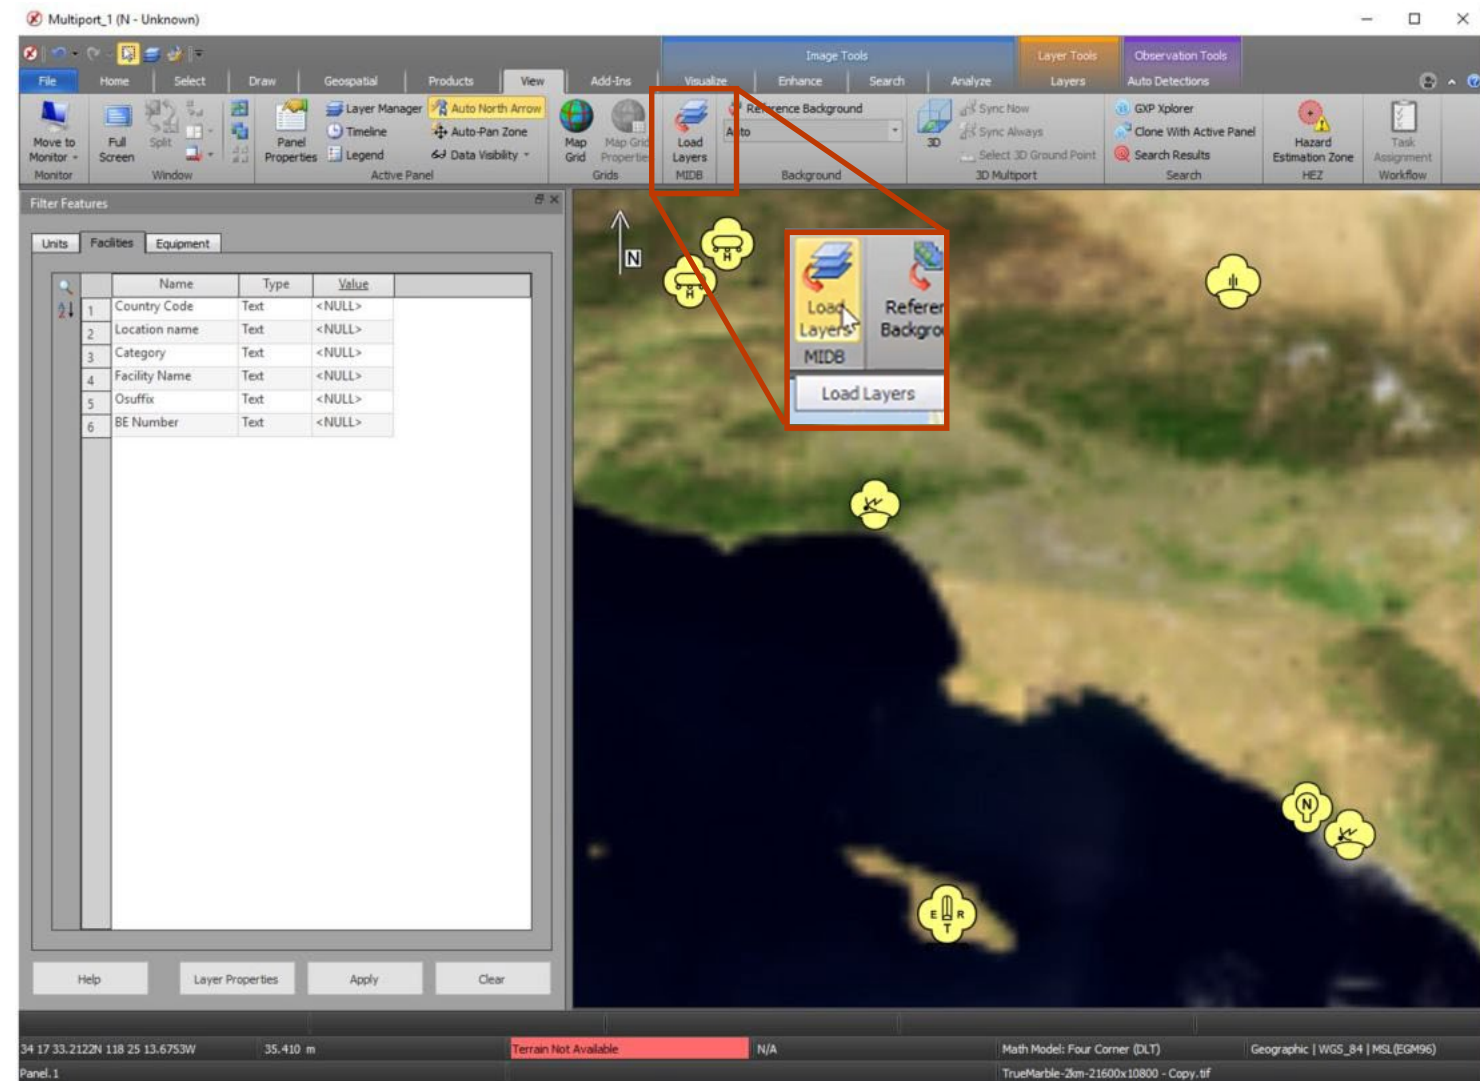 Multiport_1 (N - Unknown)
Image Tools
Layer Tools
Observation Tools
File
Home
Select
Draw
Geospatial
Products
View
Add-Ins
Visualize
Enhance
Search
Analyze
Layers
Auto Detections
Move to
Monitor
Monitor
Full
Screen
Split
Window
Panel
Properties
Layer Manager
Timeline
Legend
Auto North Arrow
Auto-Pan Zone
Data Visibility
Active Panel
Map
Grid
Map Grid
Propertie
Grids
Load
Layers
MIDB
Reference Background
Auto
Background
3D
Sync Now
Sync Always
Select 3D Ground Point
3D Multiport
GXP Xplorer
Clone With Active Panel
Search Results
Search
Hazard
Estimation Zone
HEZ
Task
Assignment
Workflow
Filter Features
Units
Facilities
Equipment
Name Type Value
1 Country Code Text <NULL>
2 Location name Text <NULL>
3 Category Text <NULL>
4 Facility Name Text <NULL>
5 Osuffix Text <NULL>
6 BE Number Text <NULL>
Help
Layer Properties
Apply
Clear
N
H
H
Load
Layers
MIDB
Referer
Backgro
Load Layers
N
E R
T
34 17 33.2122N 118 25 13.6753W
35.410 m
Terrain Not Available
N/A
Math Model: Four Corner (DLT)
Geographic | WGS_84 | MSL(EGM96)
Panel.1
TrueMarble-2km-21600x10800 - Copy.tif